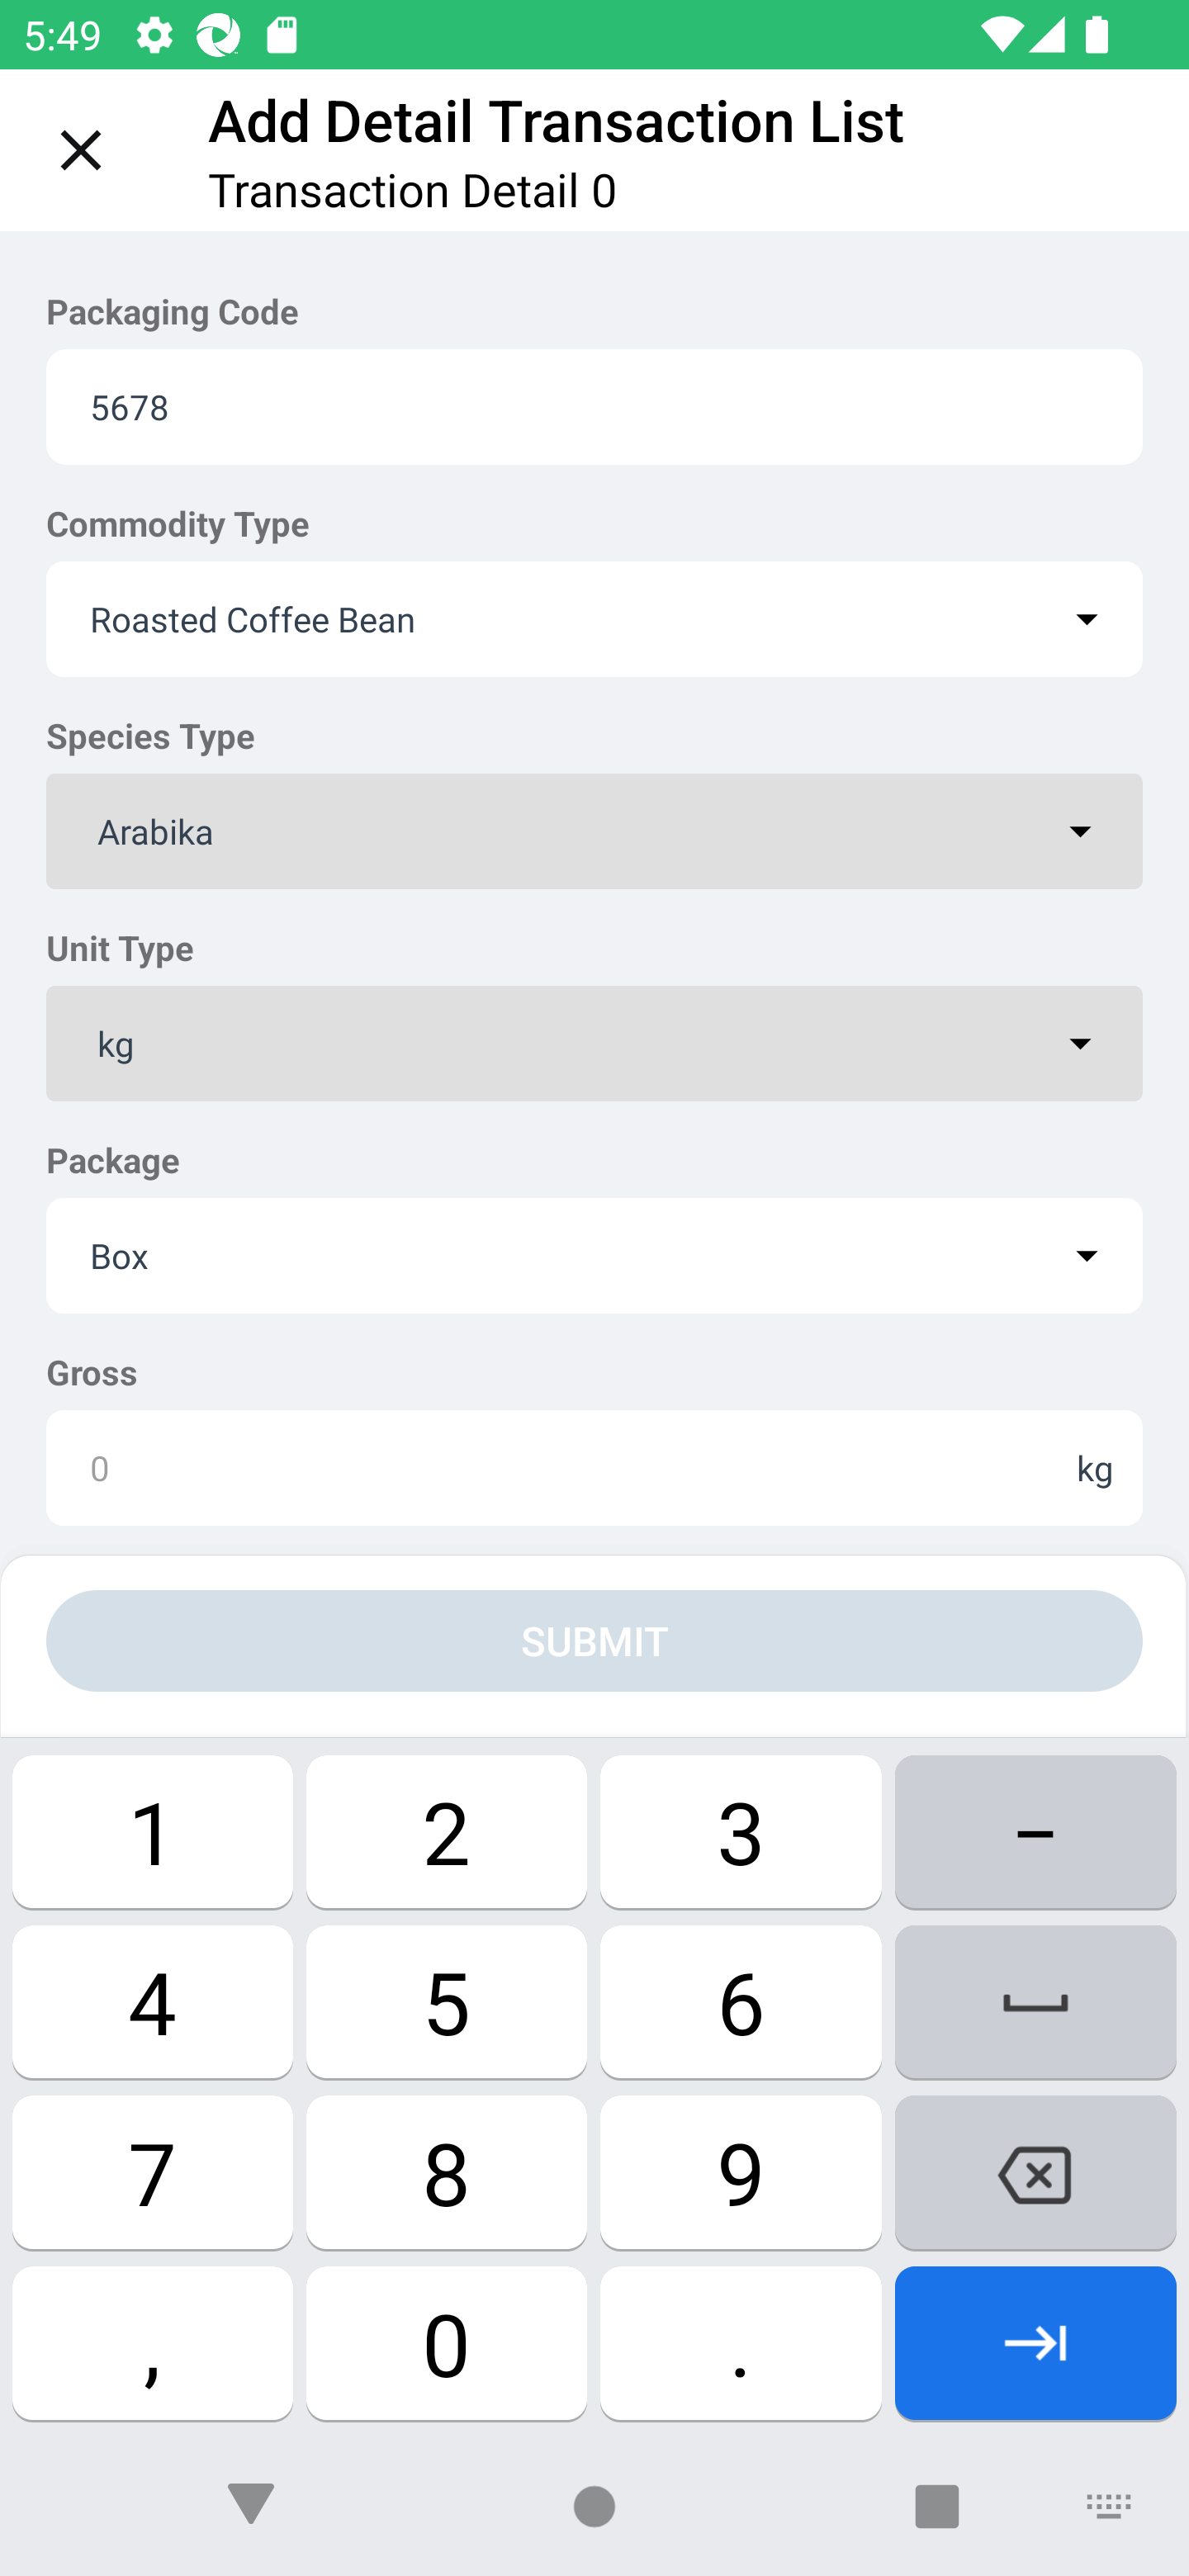 5:49
Add Detail Transaction List
Transaction Detail 0
Packaging Code
5678
Commodity Type
Roasted Coffee Bean
Species Type
Arabika
Unit Type
kg
Package
Box
Gross
0 kg
SUBMIT
1 2 3 –
4 5 6
7 8 9
, 0 .